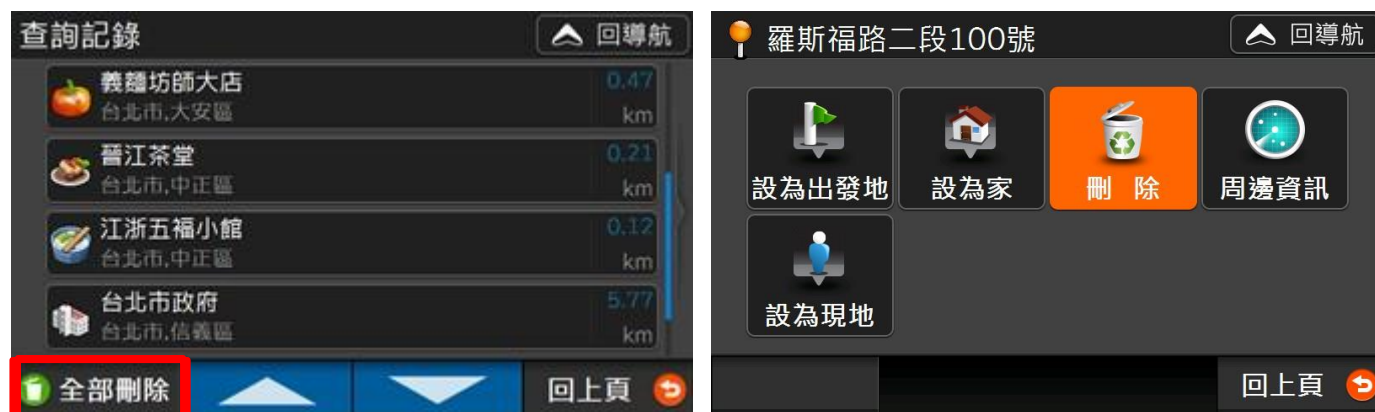 查詢記錄
回導航
義麵坊師大店
0.47
台北市,大安區
km
晉江茶堂
0.21
台北市,中正區
km
江浙五福小館
0.12
台北市,中正區
km
台北市政府
5.77
台北市,信義區
km
全部刪除
回上頁
羅斯福路二段100號
回導航
設為出發地
設為家
刪 除
周邊資訊
設為現地
回上頁